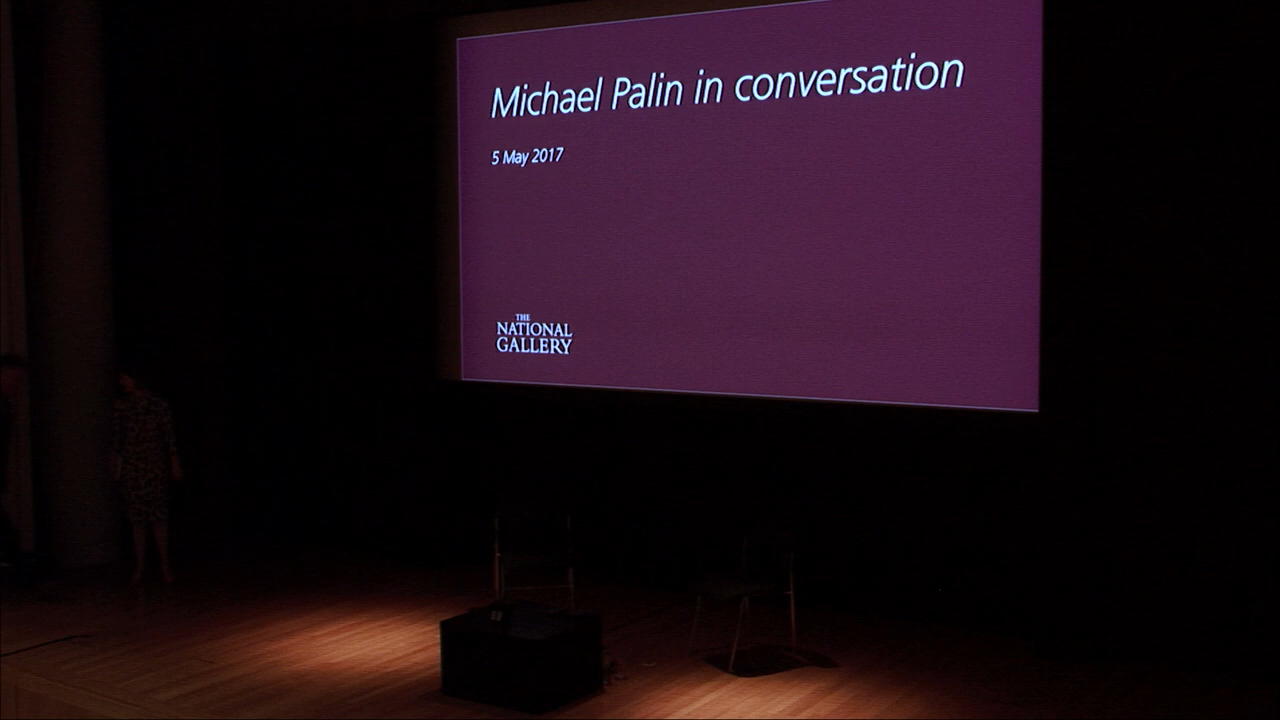 Michael Palin in conversation
5 May 2017
THE
NATIONAL
GALLERY